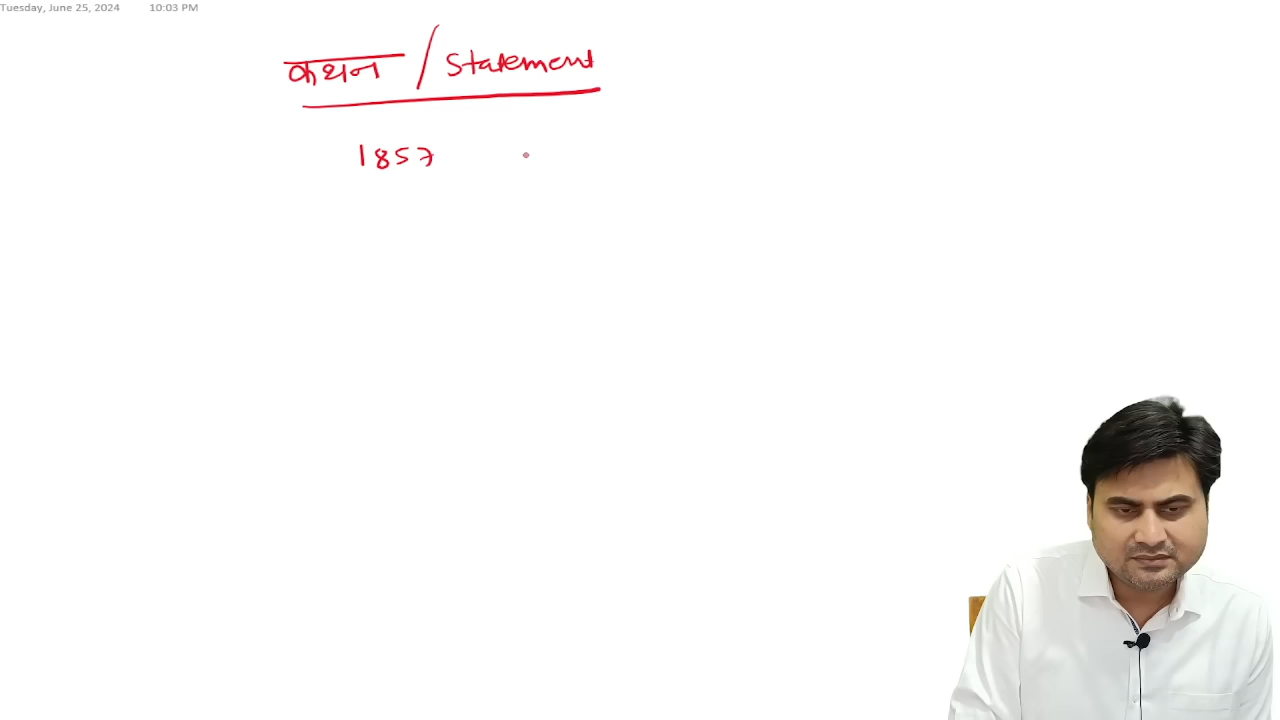 Tuesday, June 25, 2024 10:03 PM
कथन / Statement
1857